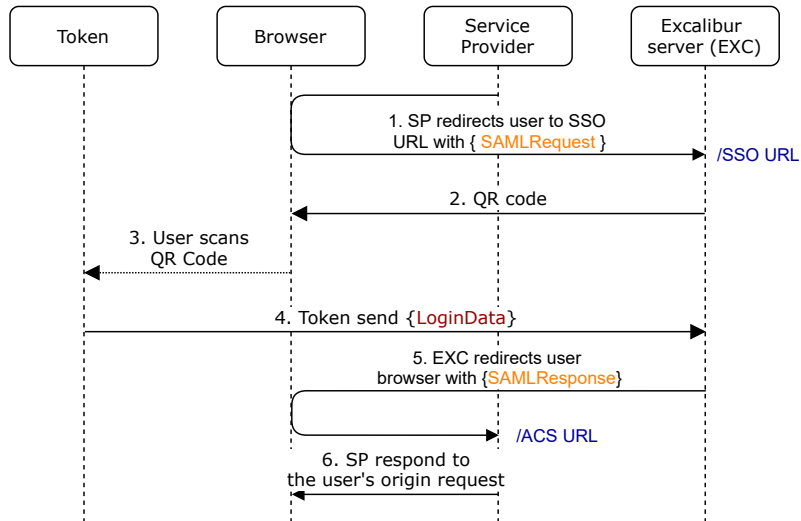 Token
Browser
Service
Provider
Excalibur
server (EXC)
1. SP redirects user to SSO
URL with { SAMLRequest }
/SSO URL
2. QR code
3. User scans
QR Code
4. Token send {LoginData}
5. EXC redirects user
browser with {SAMLResponse}
/ACS URL
6. SP respond to
the user's origin request